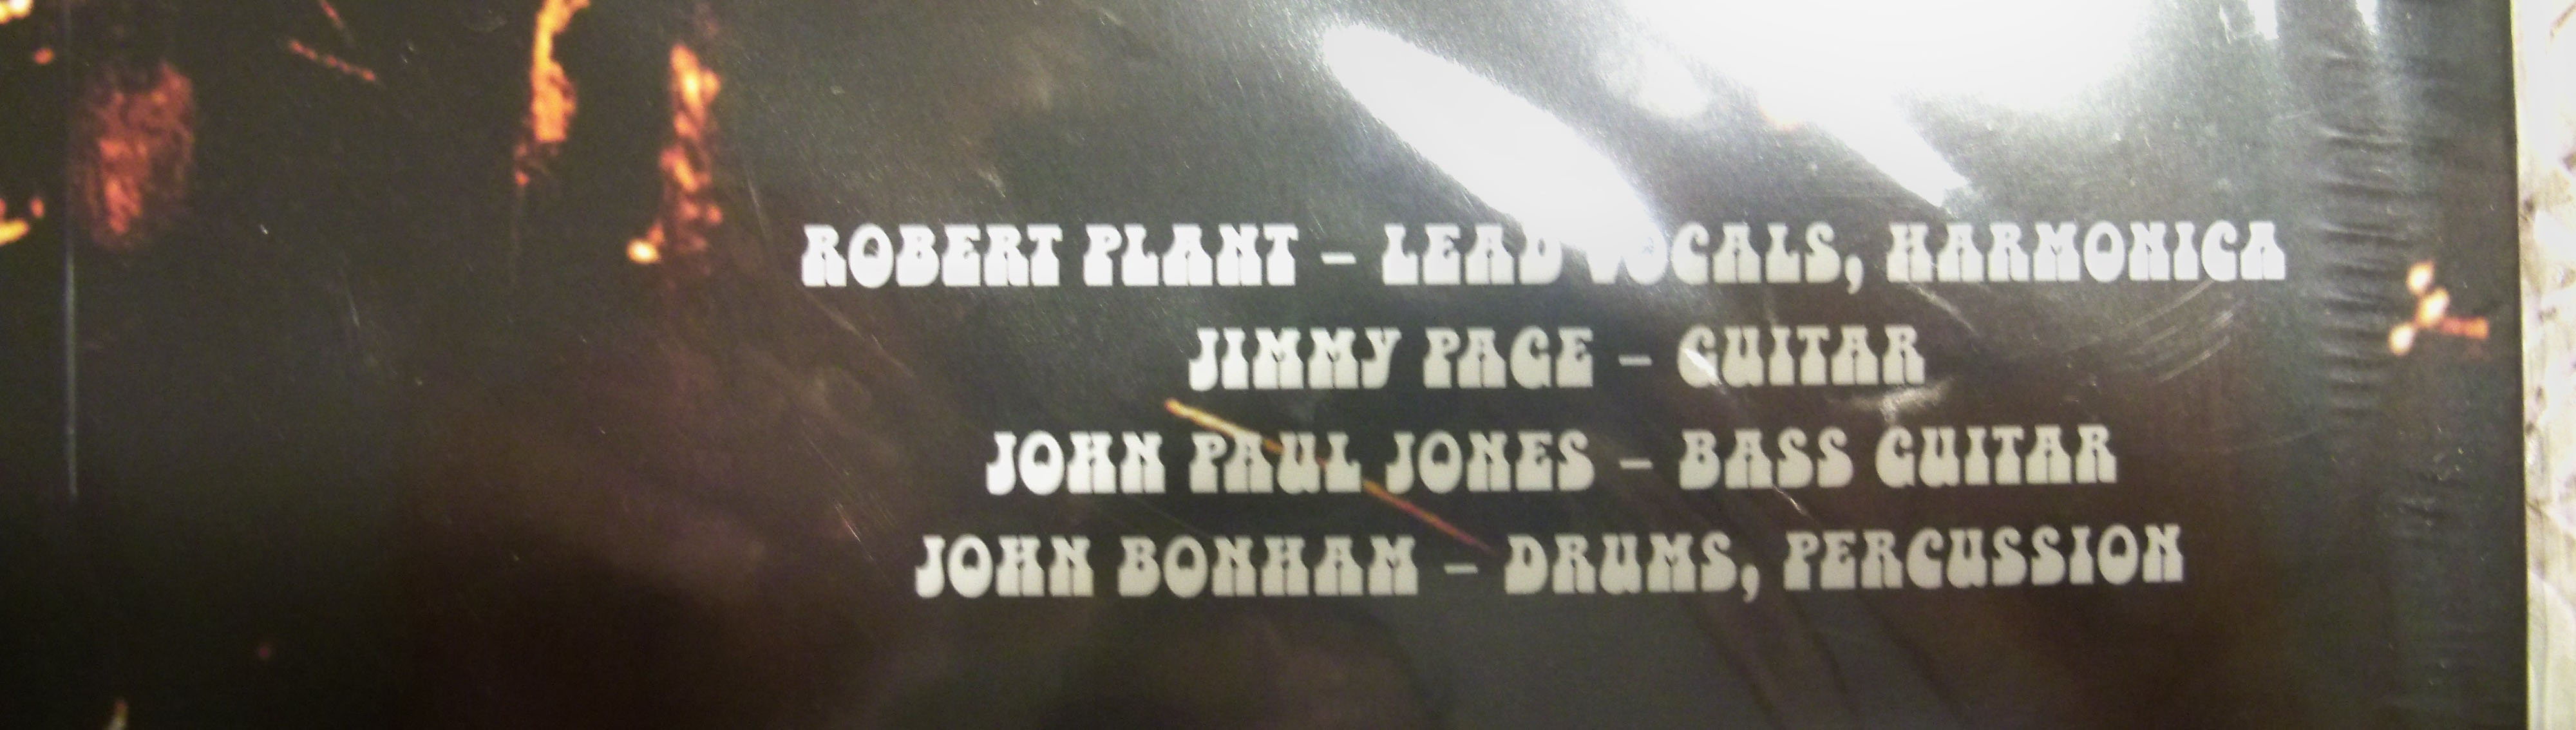 ROBERT PLANT – LEAD VOCALS, HARMONICA
JIMMY PAGE – GUITAR
JOHN PAUL JONES – BASS GUITAR
JOHN BONHAM – DRUMS, PERCUSSION